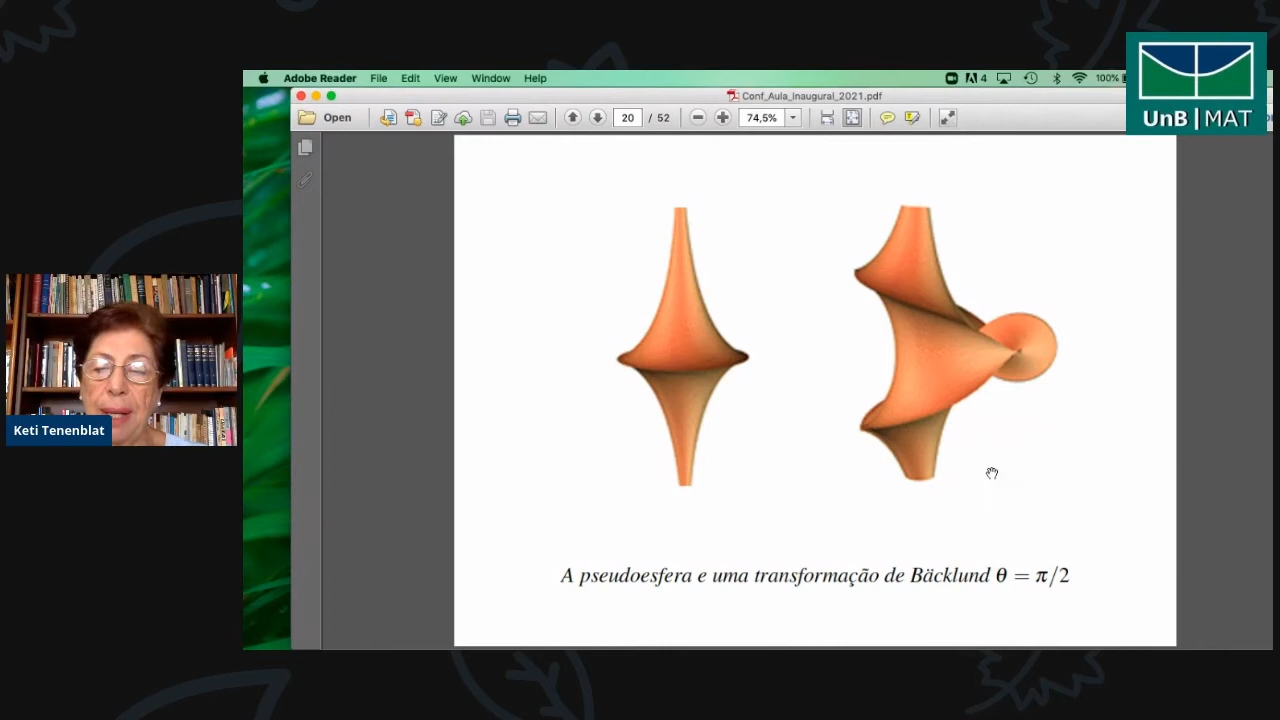 Adobe Reader File Edit View Window Help
4 100%
Conf_Aula_Inaugural_2021.pdf
Open 20 / 52 74,5%
UnB | MAT
Keti Tenenblat
A pseudoesfera e uma transformação de Bäcklund θ = π/2